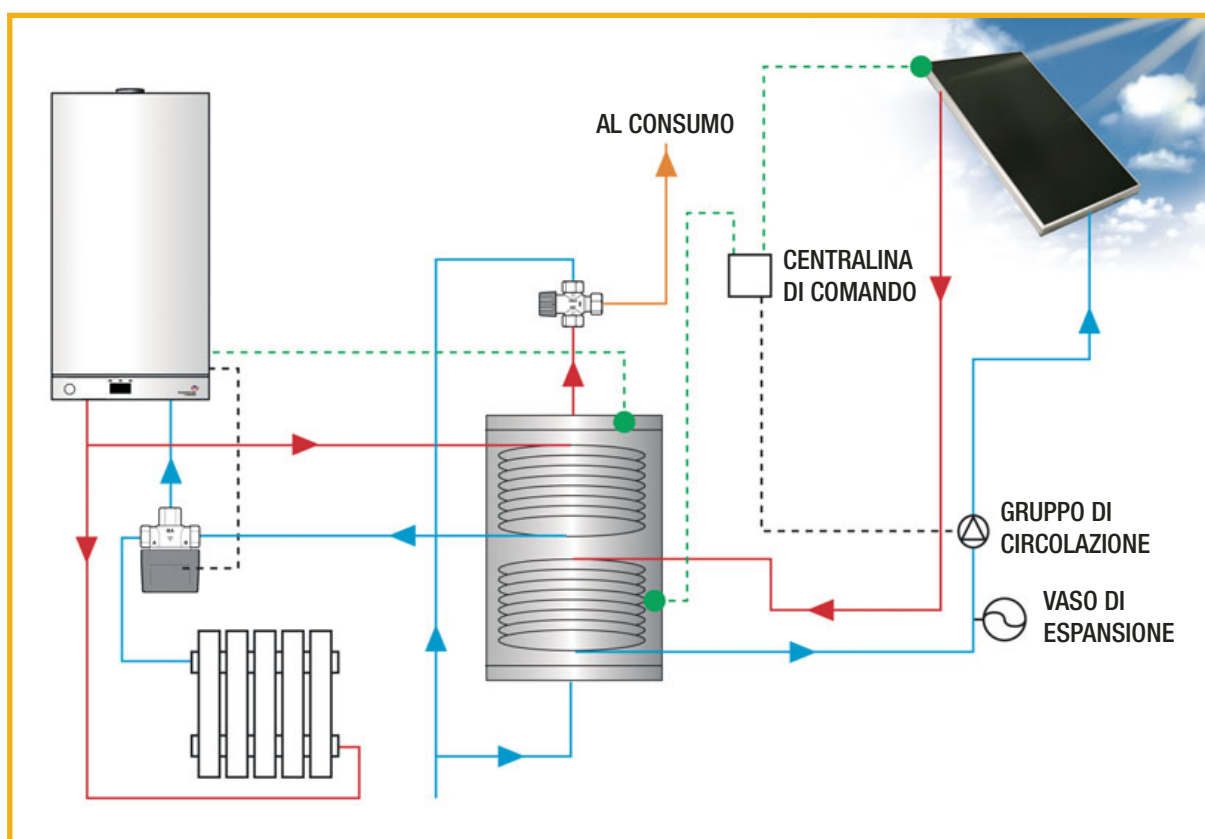 AL CONSUMO
CENTRALINA
DI COMANDO
GRUPPO DI
CIRCOLAZIONE
VASO DI
ESPANSIONE